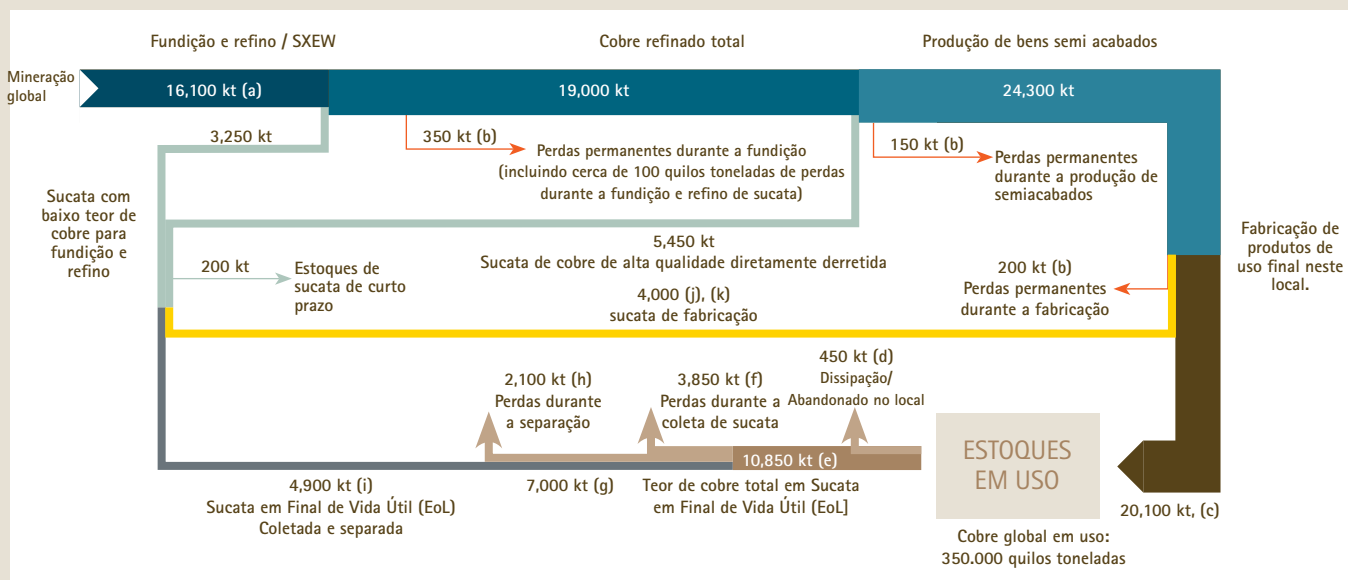 Fundição e refino / SXEW
Cobre refinado total
Produção de bens semi acabados
Mineração
global
16,100 kt (a)
19,000 kt
24,300 kt
3,250 kt
350 kt (b)
Perdas permanentes durante a fundição
(incluindo cerca de 100 quilos toneladas de perdas
durante a fundição e refino de sucata)
150 kt (b)
Perdas permanentes
durante a produção de
semiacabados
Sucata com
baixo teor de
cobre para
fundição e
refino
Fabricação de
produtos de
uso final neste
local.
5,450 kt
Sucata de cobre de alta qualidade diretamente derretida
200 kt
Estoques de
sucata de curto
prazo
200 kt (b)
Perdas permanentes
durante a fabricação
4,000 (j), (k)
sucata de fabricação
450 kt (d)
Dissipação/
Abandonado no local
2,100 kt (h)
Perdas durante
a separação
3,850 kt (f)
Perdas durante a
coleta de sucata
ESTOQUES
EM USO
10,850 kt (e)
4,900 kt (i)
Sucata em Final de Vida Útil (EoL)
Coletada e separada
7,000 kt (g)
Teor de cobre total em Sucata
em Final de Vida Útil (EoL]
20,100 kt, (c)
Cobre global em uso:
350.000 quilos toneladas